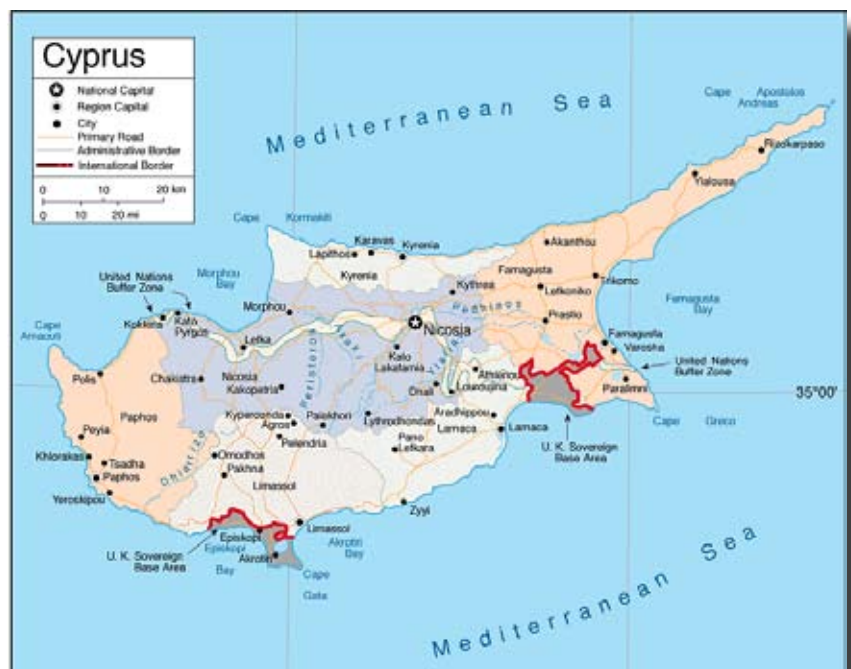 Cyprus
National Capital
Region Capital
City
Primary Road
Administrative Border
International Border
0 10 20 km
0 10 20 mi
Mediterranean Sea
Cape Apostolos
Andreas
Rizokarpaso
Yialousa
Cape Kormakiti
Karavas
Lapithos
Kyrenia
Kyrenia
Akanthou
United Nations
Buffer Zone
Morphou
Bay
Famagusta
Trikomo
Kythrea
Lefkoniko
Morphou
Pedhieos
Famagusta
Bay
Kokkina
Kato
Pyrgos
Prastio
Nicosia
Cape
Arnaouti
Lefka
Famagusta
Varosha
Kalo
Lakatamia
United Nations
Buffer Zone
Polis
Chakistra
Nicosia
Kakopetria
Peristerona
Dhali
Louroujina
Athienou
Paralimni
35°00'
Paphos
Kyperounda
Agros
Palekhori
Lythrodhondas
Aradhippou
Larnaca
Larnaca
Cape Greco
Peyia
Pelendria
Pano
Lefkara
U. K. Sovereign
Base Area
Khlorakas
Tsadha
Paphos
Omodhos
Pakhna
Limassol
Yeroskipou
Zyyi
Limassol
Episkopi
Akrotiri
U. K. Sovereign
Base Area
Episkopi
Bay
Akrotiri
Bay
Cape
Gata
Mediterranean Sea